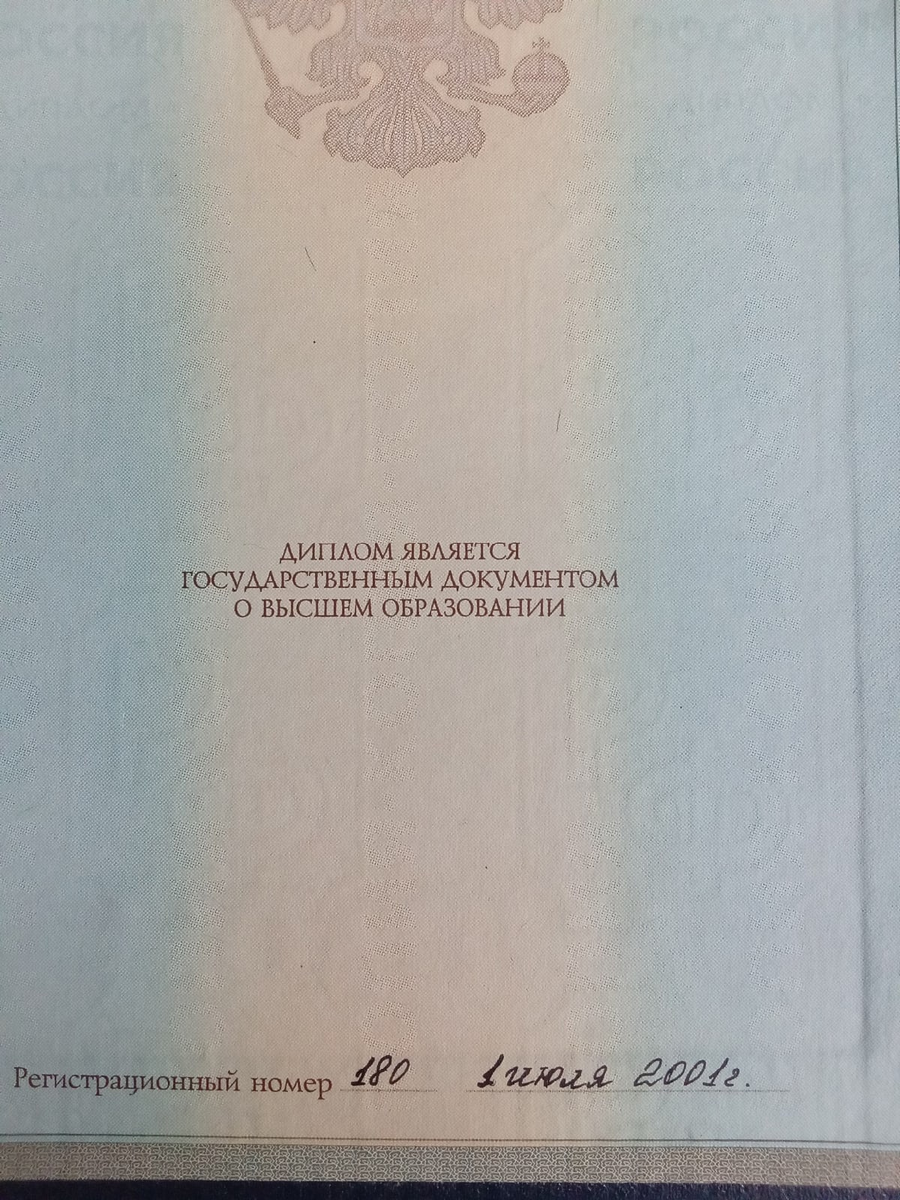 ДИПЛОМ ЯВЛЯЕТСЯ
ГОСУДАРСТВЕННЫМ ДОКУМЕНТОМ
О ВЫСШЕМ ОБРАЗОВАНИИ
Регистрационный номер 180 1 июля 2001г.